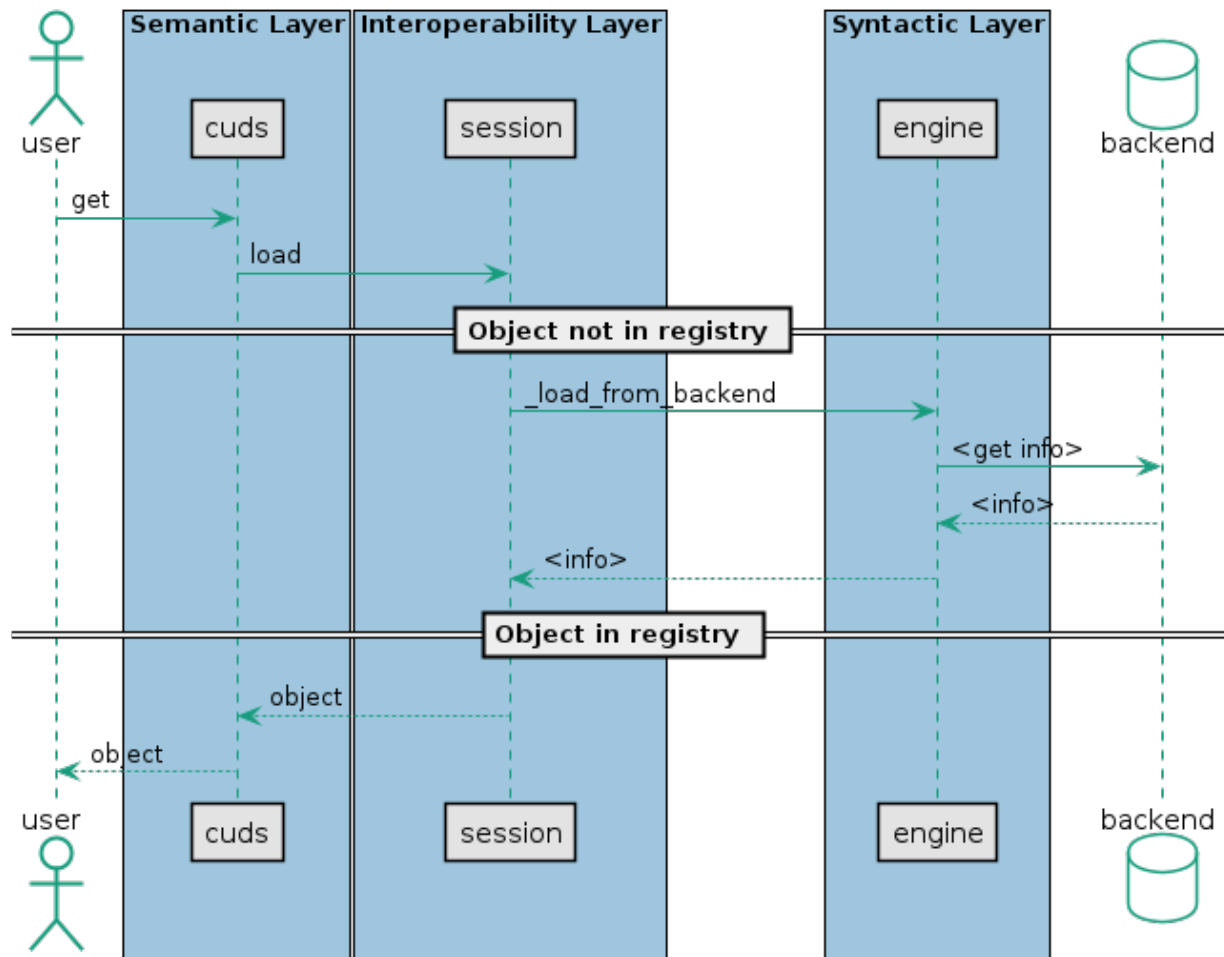 Semantic Layer
Interoperability Layer
Syntactic Layer
user
cuds
session
engine
backend
get
load
Object not in registry
_load_from_backend
<get info>
<info>
<info>
Object in registry
object
object
user
cuds
session
engine
backend